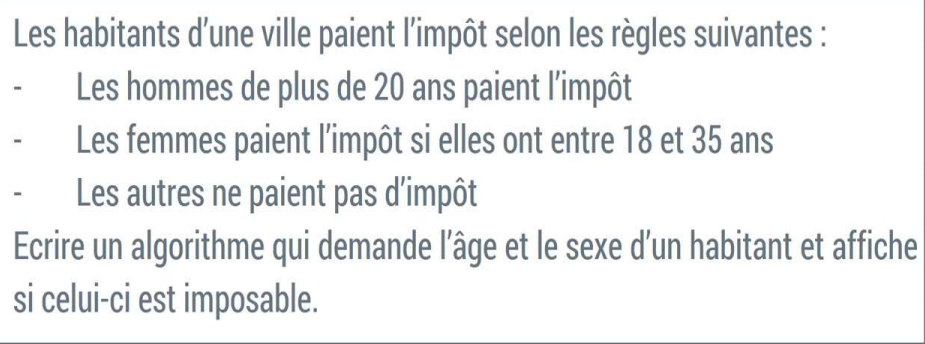 Les habitants d’une ville paient l’impôt selon les règles suivantes :
- Les hommes de plus de 20 ans paient l’impôt
- Les femmes paient l’impôt si elles ont entre 18 et 35 ans
- Les autres ne paient pas d’impôt
Ecrire un algorithme qui demande l’âge et le sexe d’un habitant et affiche
si celui-ci est imposable.